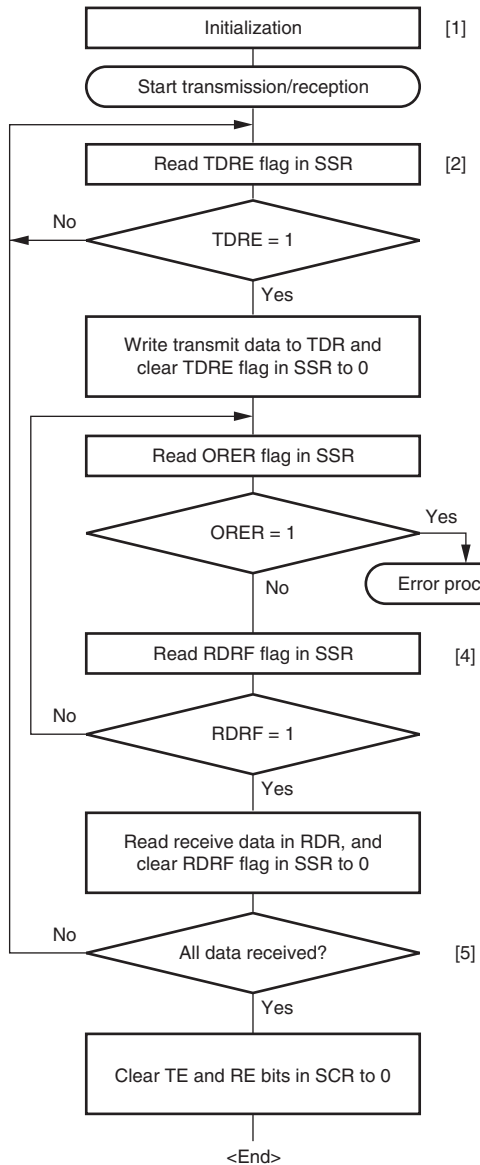 Initialization
[1]
Start transmission/reception
Read TDRE flag in SSR
[2]
No
TDRE = 1
Yes
Write transmit data to TDR and
clear TDRE flag in SSR to 0
Read ORER flag in SSR
ORER = 1
Yes
No
Error proc
Read RDRF flag in SSR
[4]
No
RDRF = 1
Yes
Read receive data in RDR, and
clear RDRF flag in SSR to 0
No
All data received?
[5]
Yes
Clear TE and RE bits in SCR to 0
<End>